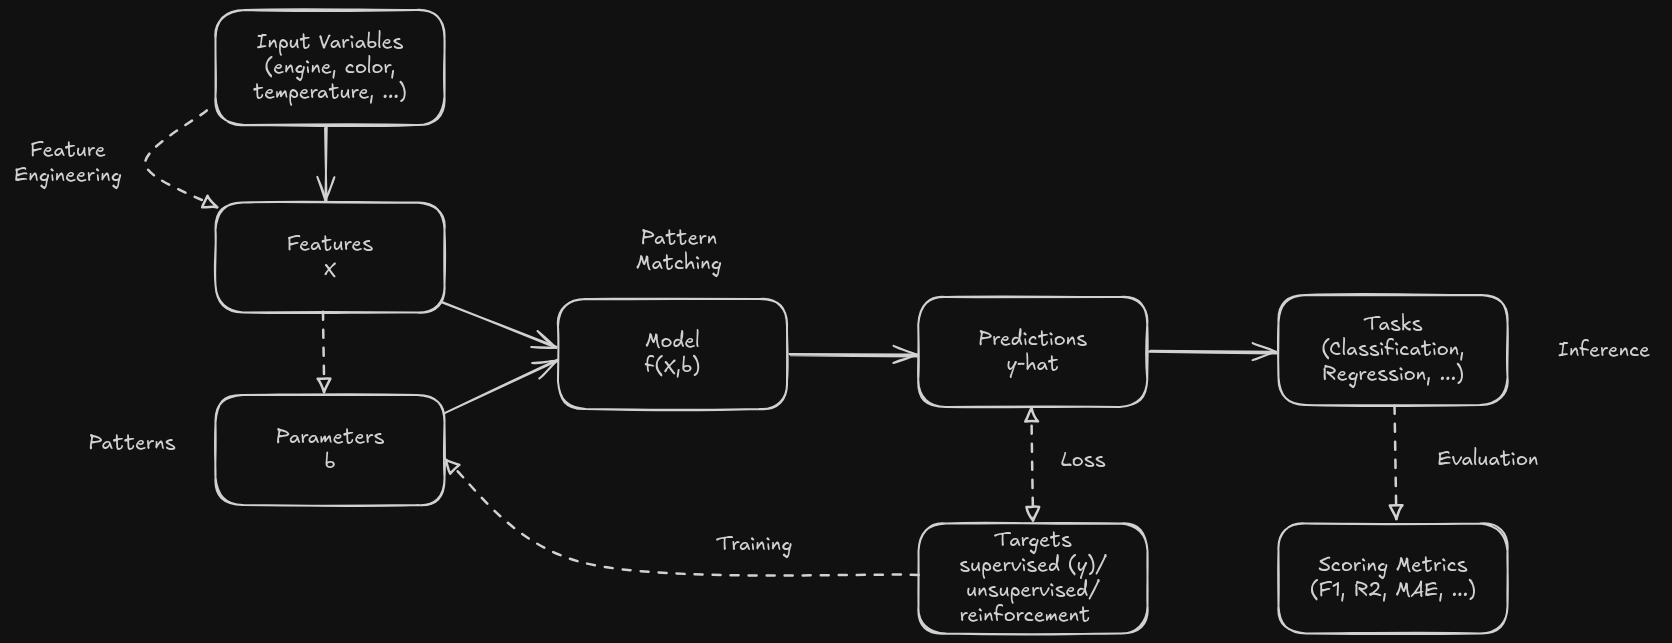 Input Variables
(engine, color,
temperature, ...)
Feature
Engineering
Features
X
Pattern
Matching
Model
f(X,b)
Predictions
y-hat
Tasks
(Classification,
Regression, ...)
Inference
Patterns
Parameters
b
Loss
Evaluation
Training
Targets
supervised (y)/
unsupervised/
reinforcement
Scoring Metrics
(F1, R2, MAE, ...)